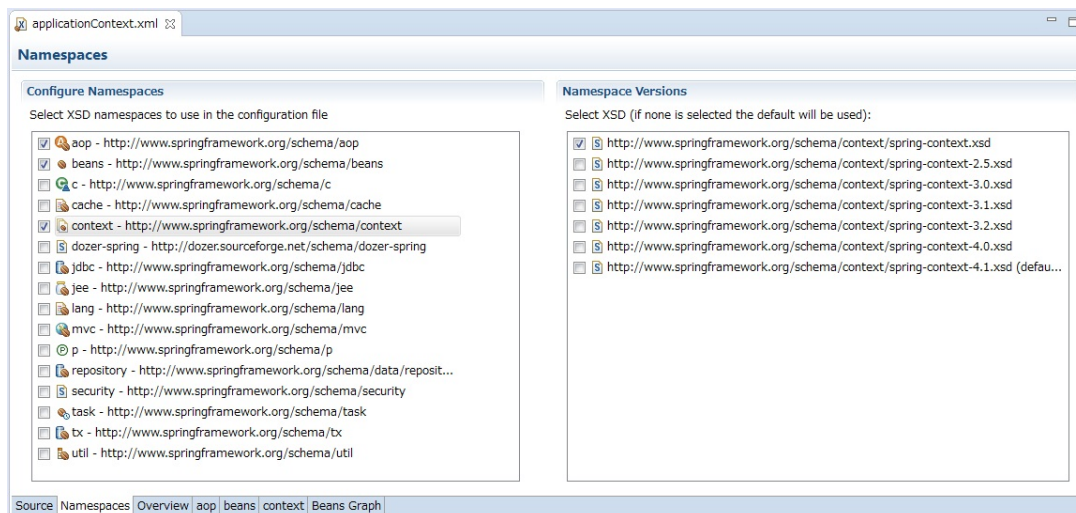 applicationContext.xml
Namespaces
Configure Namespaces
Select XSD namespaces to use in the configuration file
aop - http://www.springframework.org/schema/aop
beans - http://www.springframework.org/schema/beans
c - http://www.springframework.org/schema/c
cache - http://www.springframework.org/schema/cache
context - http://www.springframework.org/schema/context
dozer-spring - http://dozer.sourceforge.net/schema/dozer-spring
jdbc - http://www.springframework.org/schema/jdbc
jee - http://www.springframework.org/schema/jee
lang - http://www.springframework.org/schema/lang
mvc - http://www.springframework.org/schema/mvc
p - http://www.springframework.org/schema/p
repository - http://www.springframework.org/schema/data/reposit...
security - http://www.springframework.org/schema/security
task - http://www.springframework.org/schema/task
tx - http://www.springframework.org/schema/tx
util - http://www.springframework.org/schema/util
Namespace Versions
Select XSD (if none is selected the default will be used):
http://www.springframework.org/schema/context/spring-context.xsd
http://www.springframework.org/schema/context/spring-context-2.5.xsd
http://www.springframework.org/schema/context/spring-context-3.0.xsd
http://www.springframework.org/schema/context/spring-context-3.1.xsd
http://www.springframework.org/schema/context/spring-context-3.2.xsd
http://www.springframework.org/schema/context/spring-context-4.0.xsd
http://www.springframework.org/schema/context/spring-context-4.1.xsd (defau...
Source Namespaces Overview aop beans context Beans Graph